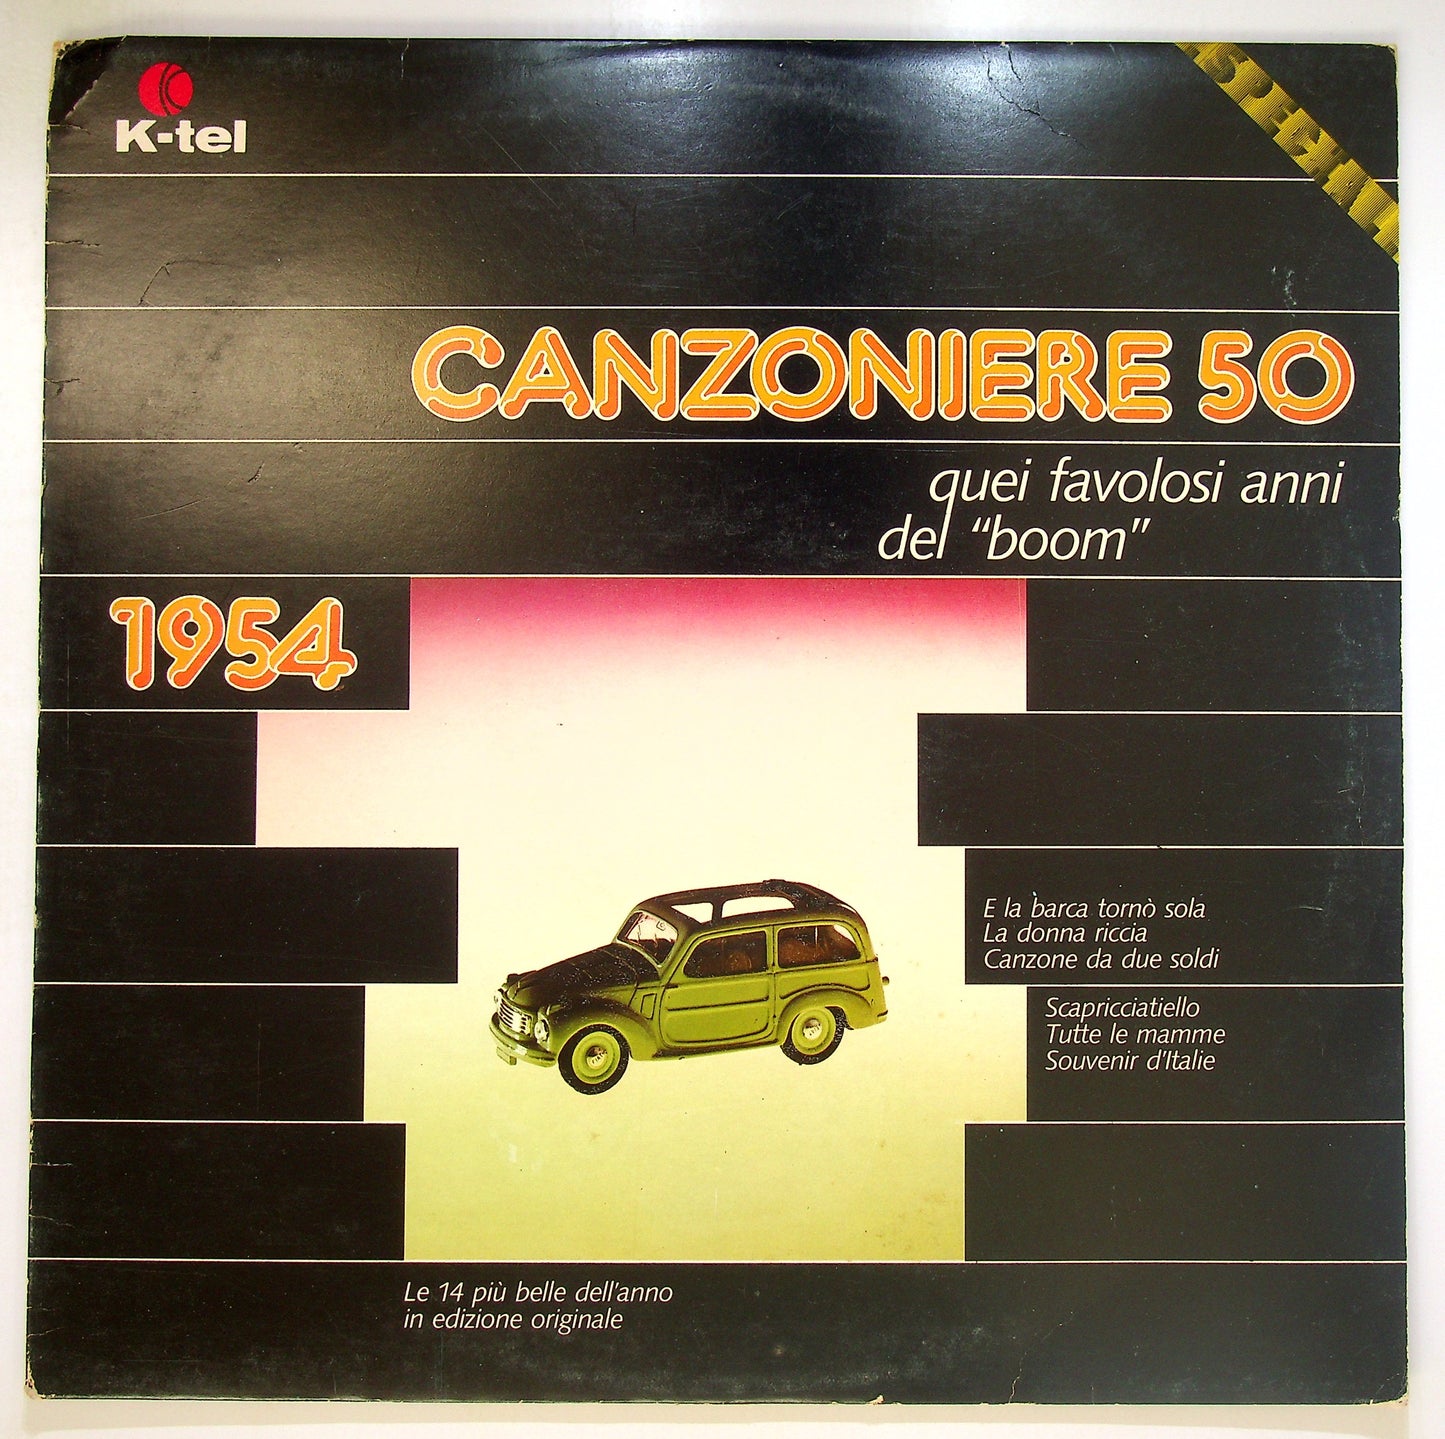 K-tel
SPECIAL
CANZONIERE 50
quei favolosi anni
del "boom"
1954
E la barca tornò sola
La donna riccia
Canzone da due soldi
Scapricciatiello
Tutte le mamme
Souvenir d'Italie
Le 14 più belle dell'anno
in edizione originale